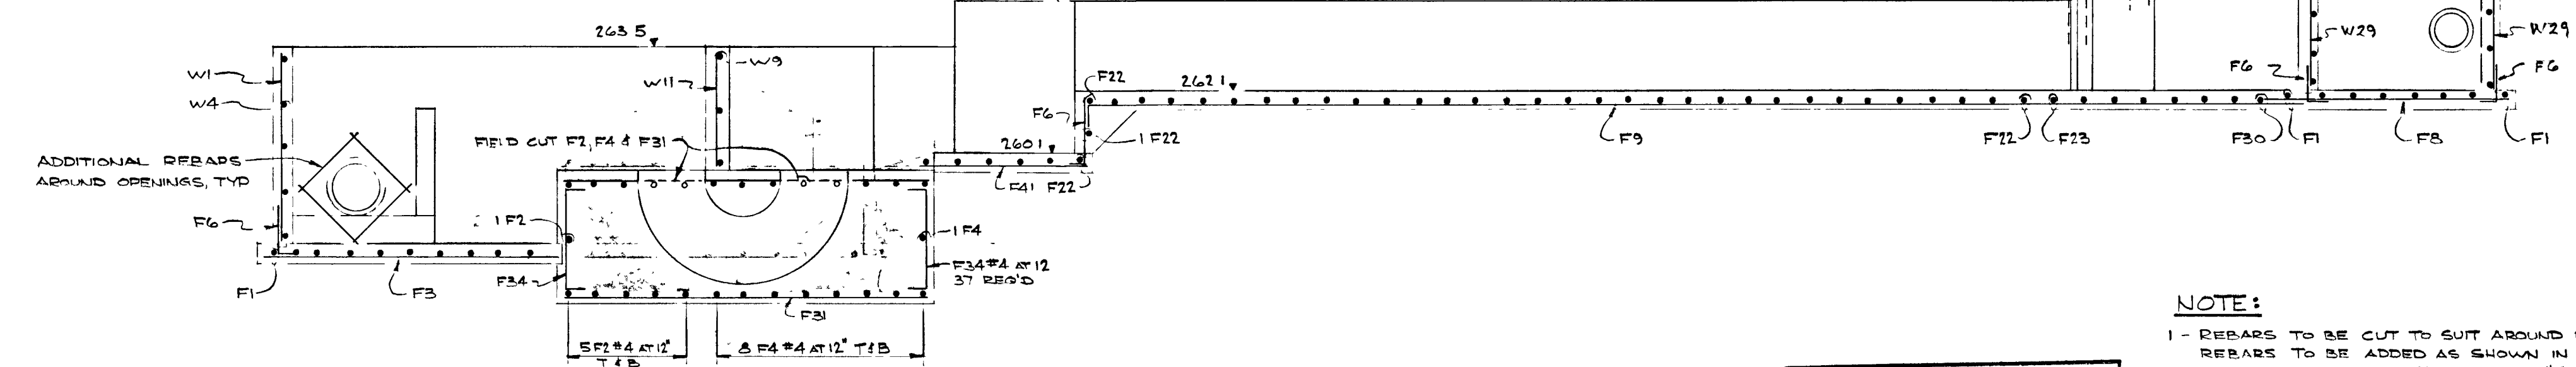 263 5
W9
W1
W11
W4
F22
262 1
W29
W29
F6
F6
F6
1 F22
F9
F22
F23
F30
F1
F8
F1
FIELD CUT F2, F4 & F31
260 1
ADDITIONAL REBARS
AROUND OPENINGS, TYP
F41
F22
F6
1 F2
1 F4
F34 #4 AT 12
37 REQ'D
F34
F1
F3
F31
5 F2 #4 AT 12"
T & B
8 F4 #4 AT 12" T & B
NOTE:
1 - REBARS TO BE CUT TO SUIT AROUND
REBARS TO BE ADDED AS SHOWN IN